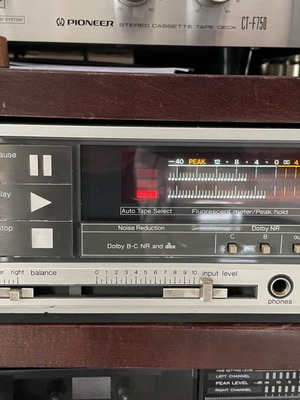 PIONEER STEREO CASSETTE TAPE DECK CT-F750
ause
-40 PEAK 12 8 4 0 4
lay
Auto Tape Select Fluorescent meter/Peak hold
stop
Noise Reduction Dolby NR
Dolby B-C NR and dbx C B
right balance 0 1 2 3 4 5 6 7 8 9 10 input level
phones
LEFT CHANNEL
PEAK LEVEL
RIGHT CHANNEL